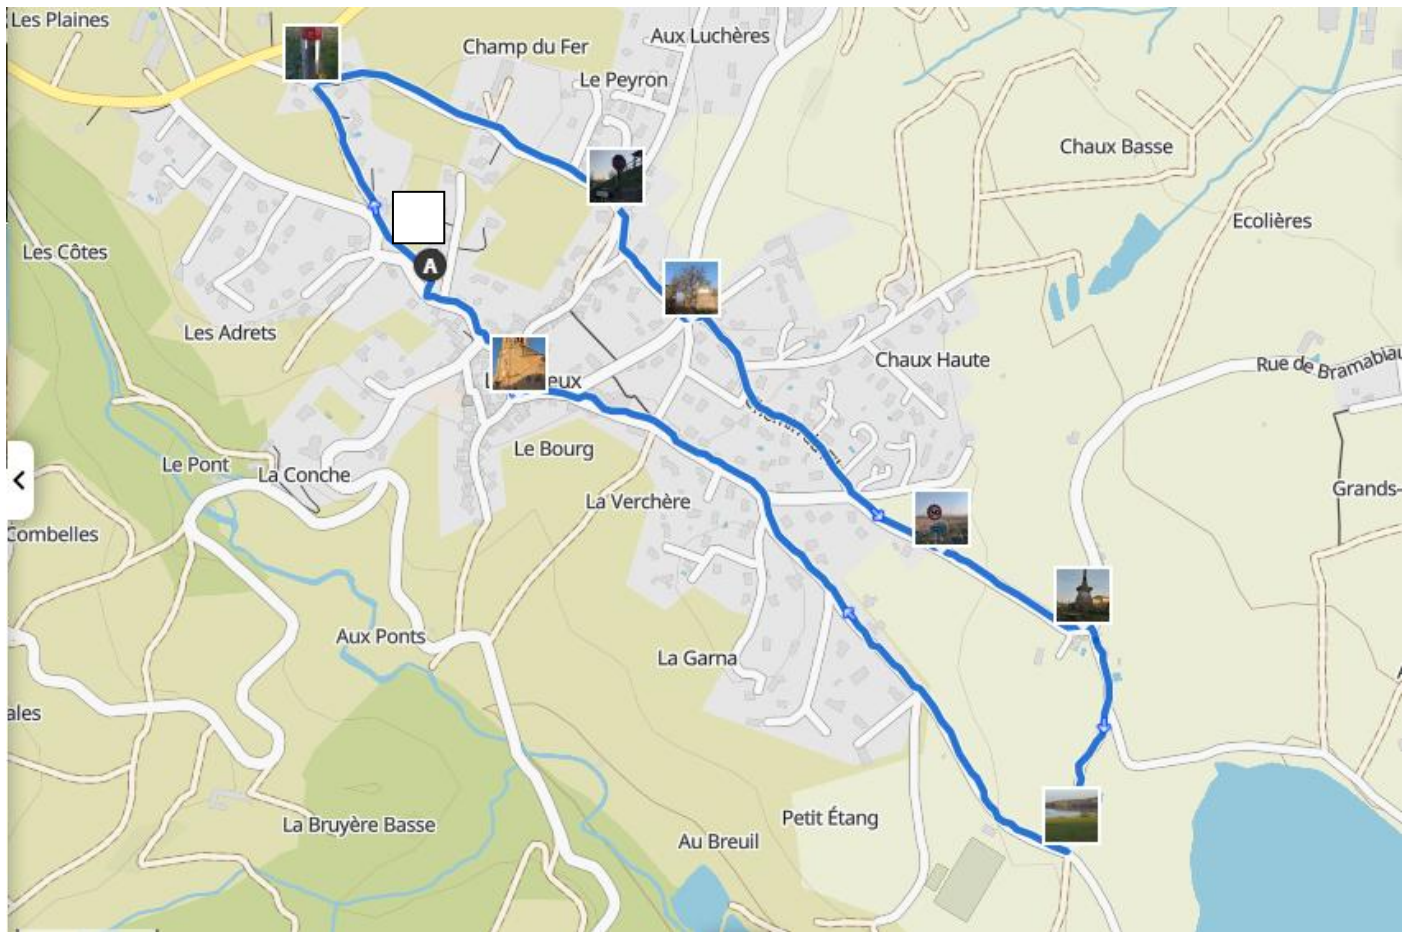 Les Plaines
Champ du Fer
Aux Luchères
Le Peyron
Chaux Basse
Ecolières
Les Côtes
A
Les Adrets
Chaux Haute
Rue de Bramabiau
eux
Le Bourg
Le Pont
La Conche
La Verchère
Grands-
Combelles
Aux Ponts
La Garna
ales
Petit Étang
La Bruyère Basse
Au Breuil